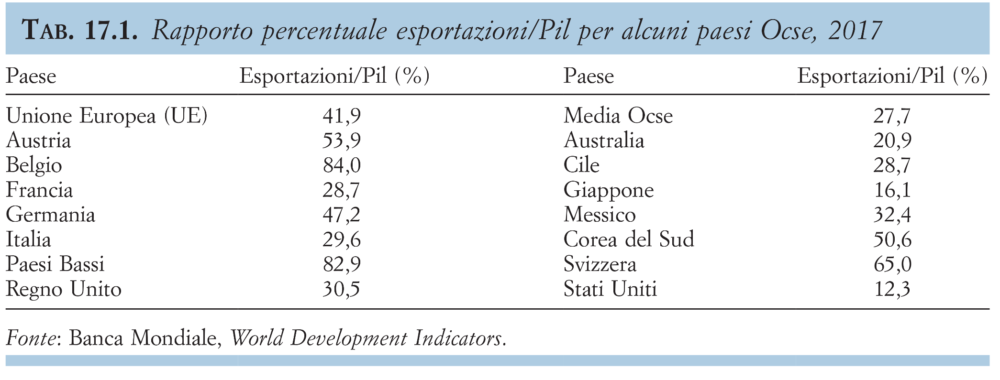 TAB. 17.1. Rapporto percentuale esportazioni/Pil per alcuni paesi Ocse, 2017
Paese Esportazioni/Pil (%) Paese Esportazioni/Pil (%)
Unione Europea (UE) 41,9 Media Ocse 27,7
Austria 53,9 Australia 20,9
Belgio 84,0 Cile 28,7
Francia 28,7 Giappone 16,1
Germania 47,2 Messico 32,4
Italia 29,6 Corea del Sud 50,6
Paesi Bassi 82,9 Svizzera 65,0
Regno Unito 30,5 Stati Uniti 12,3
Fonte: Banca Mondiale, World Development Indicators.